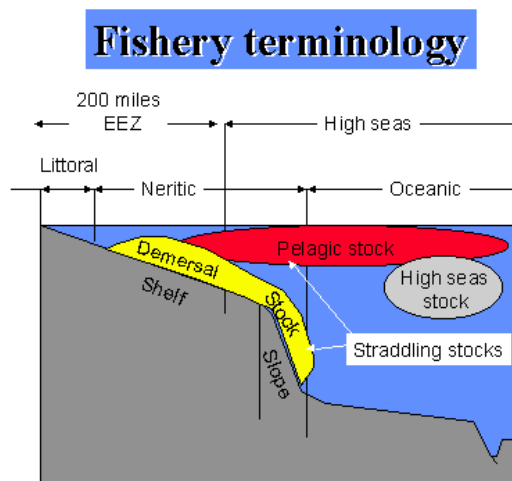 Fishery terminology
200 miles
EEZ
High seas
Littoral
Neritic
Oceanic
Demersal
Stock
Pelagic stock
High seas
stock
Shelf
Slope
Straddling stocks